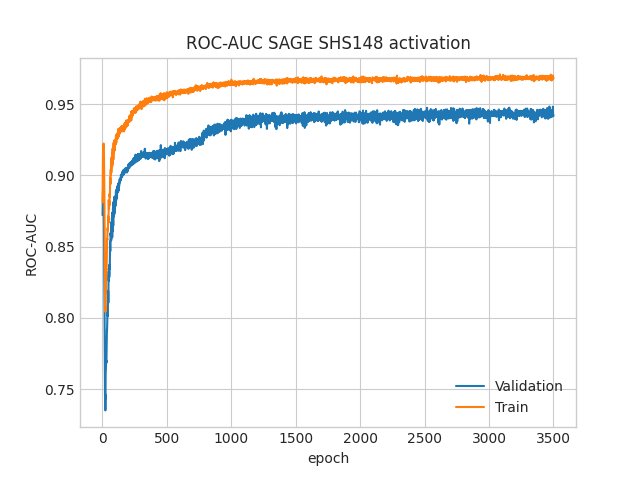 ROC-AUC SAGE SHS148 activation
0.95
0.90
0.85
0.80
0.75
ROC-AUC
Validation
Train
0 500 1000 1500 2000 2500 3000 3500
epoch